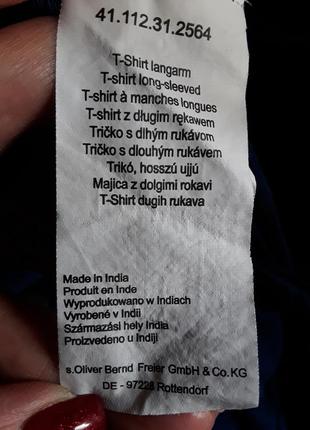 41.112.31.2564
T-Shirt langarm
T-shirt long-sleeved
T-shirt à manches longues
T-shirt z długim rękawem
Tričko s dlhým rukávom
Tričko s dlouhým rukávem
Trikó, hosszú ujjú
Majica z dolgimi rokavi
T-Shirt dugih rukava
Made in India
Produit en Inde
Wyprodukowano w Indiach
Vyrobené v Indii
Származási hely India
Proizvedeno u Indiji
s.Oliver Bernd Freier GmbH & Co.KG
DE - 97228 Rottendorf